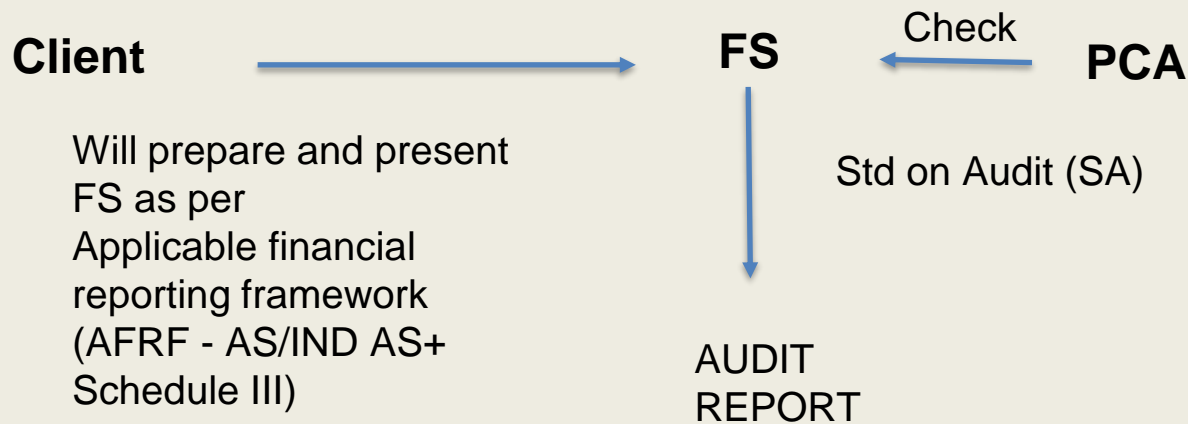 Client
FS
Check
PCA
Will prepare and present
FS as per
Applicable financial
reporting framework
(AFRF - AS/IND AS+
Schedule III)
Std on Audit (SA)
AUDIT
REPORT